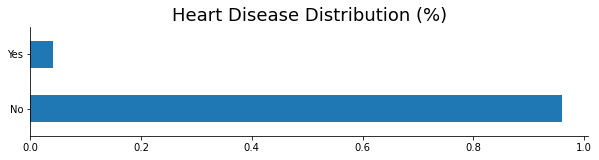 Heart Disease Distribution (%)
Yes
No
0.0 0.2 0.4 0.6 0.8 1.0